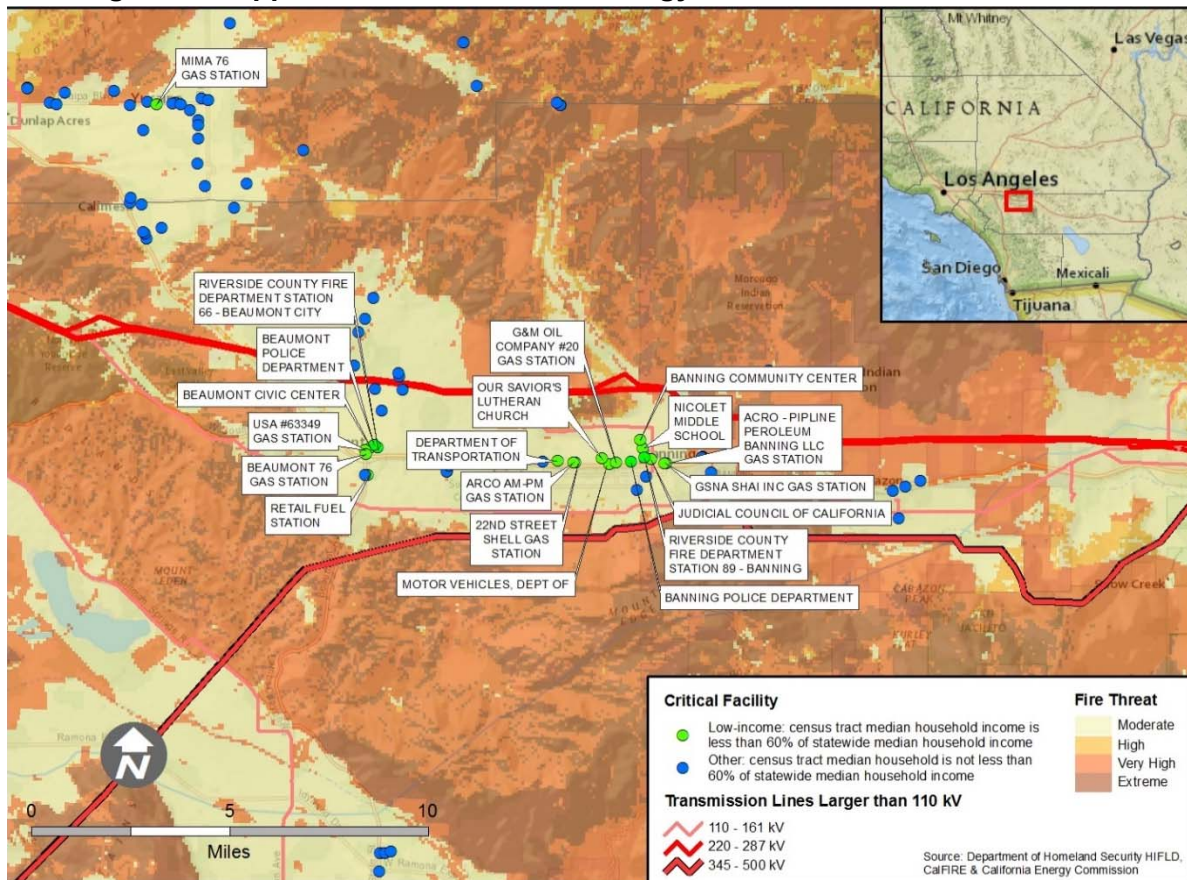 Mt Whitney
Las Vegas
CALIFORNIA
Los Angeles
San Diego
Mexicali
Tijuana
MIMA 76
GAS STATION
Dunlap Acres
Calimesa
Morongo
Indian
Reservation
RIVERSIDE COUNTY FIRE
DEPARTMENT STATION
66 - BEAUMONT CITY
BEAUMONT
POLICE
DEPARTMENT
BEAUMONT CIVIC CENTER
USA #63349
GAS STATION
BEAUMONT 76
GAS STATION
RETAIL FUEL
STATION
G&M OIL
COMPANY #20
GAS STATION
OUR SAVIOR'S
LUTHERAN
CHURCH
DEPARTMENT OF
TRANSPORTATION
ARCO AM-PM
GAS STATION
22ND STREET
SHELL GAS
STATION
MOTOR VEHICLES, DEPT OF
BANNING COMMUNITY CENTER
NICOLET
MIDDLE
SCHOOL
ACRO - PIPLINE
PEROLEUM
BANNING LLC
GAS STATION
GSNA SHAI INC GAS STATION
JUDICIAL COUNCIL OF CALIFORNIA
RIVERSIDE COUNTY
FIRE DEPARTMENT
STATION 89 - BANNING
BANNING POLICE DEPARTMENT
Indian
MOUNT
EDEN
CABAZON
PEAK
Snow Creek
N
0 5 10
Miles
Critical Facility
Low-income: census tract median household income is
less than 60% of statewide median household income
Other: census tract median household is not less than
60% of statewide median household income
Transmission Lines Larger than 110 kV
110 - 161 kV
220 - 287 kV
345 - 500 kV
Fire Threat
Moderate
High
Very High
Extreme
Source: Department of Homeland Security HIFLD,
CalFIRE & California Energy Commission